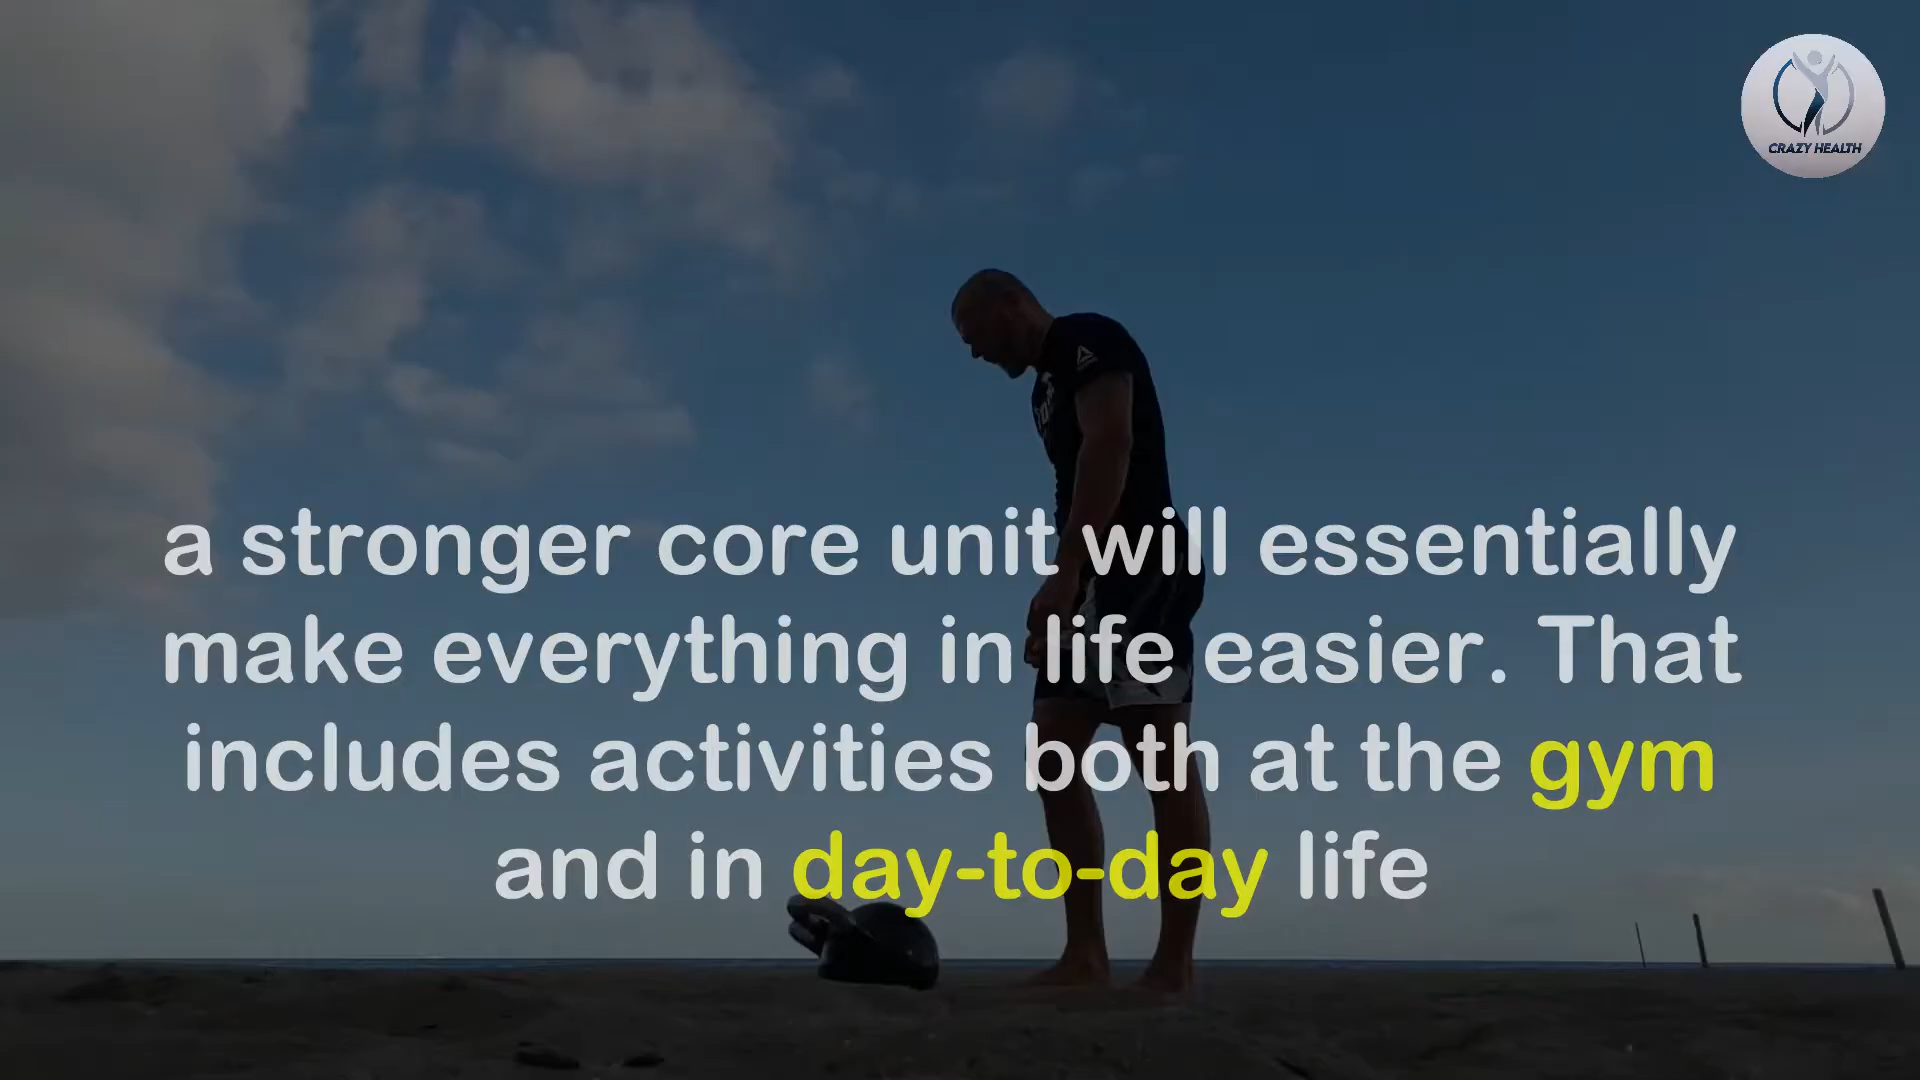 CRAZY HEALTH
a stronger core unit will essentially
make everything in life easier. That
includes activities both at the gym
and in day-to-day life